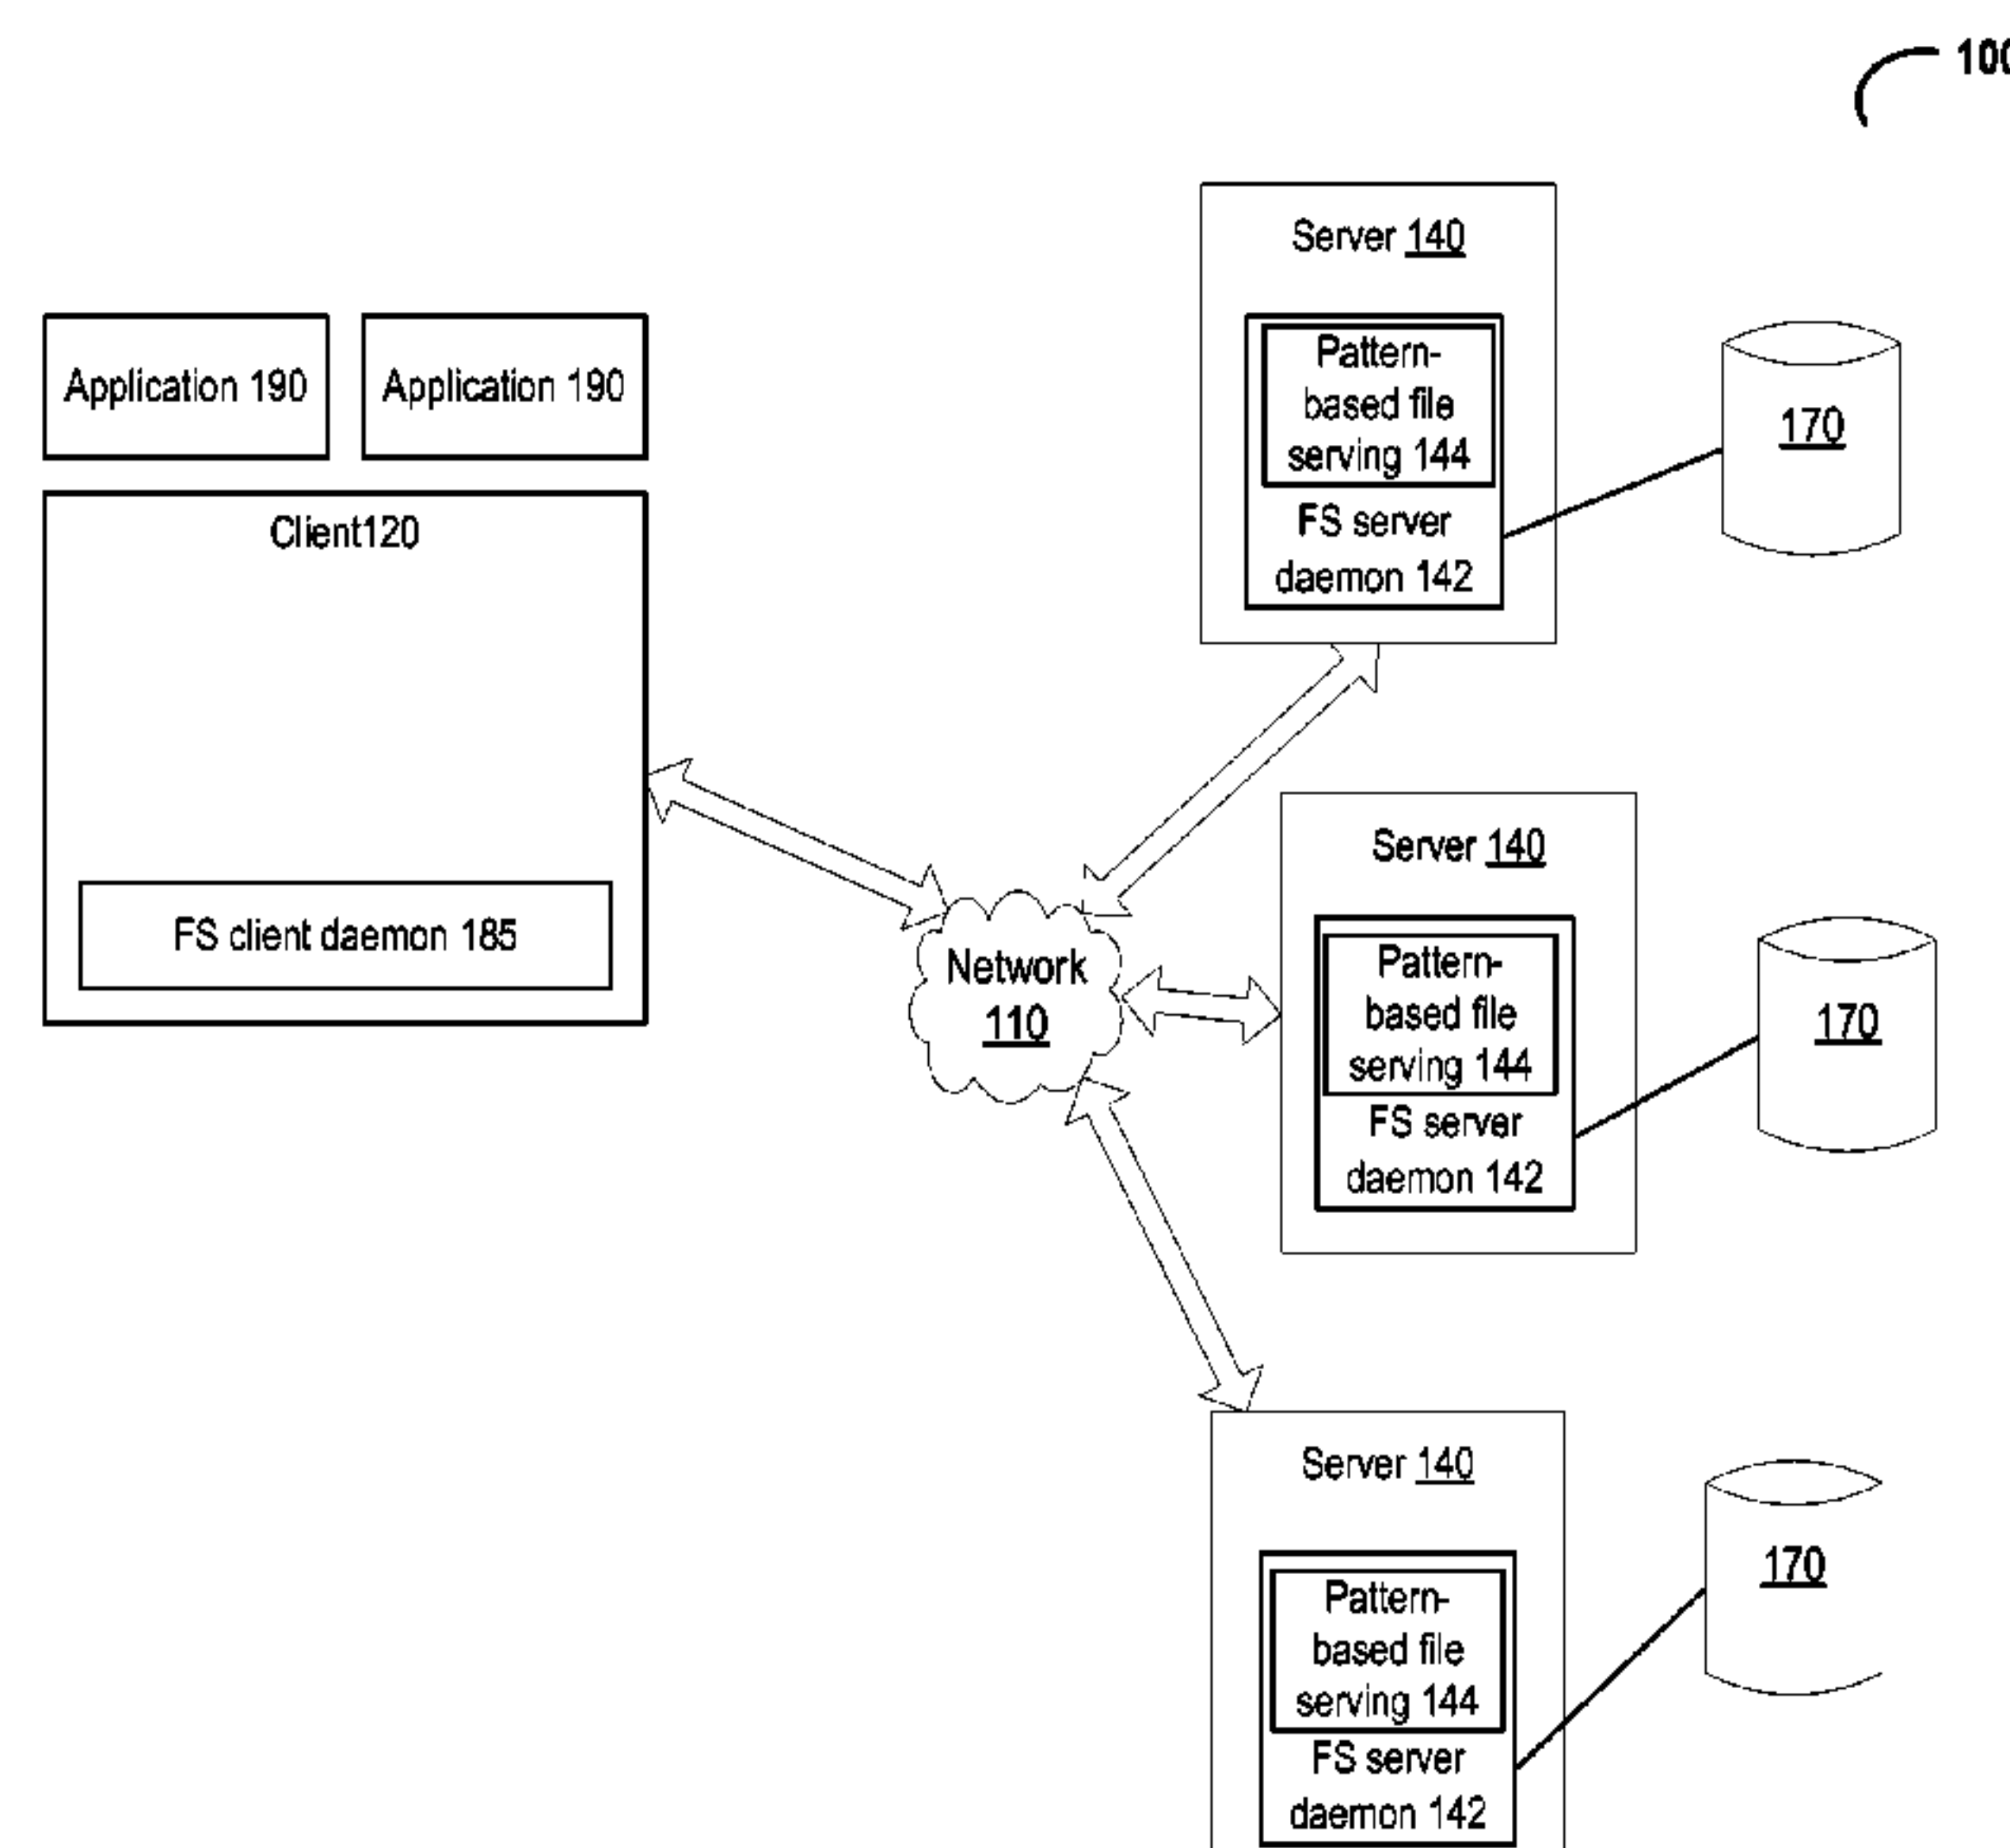 100
Server 140
Pattern-
based file
serving 144
FS server
daemon 142
170
Application 190
Application 190
Client120
FS client daemon 185
Network
110
Server 140
Pattern-
based file
serving 144
FS server
daemon 142
170
Server 140
Pattern-
based file
serving 144
FS server
daemon 142
170